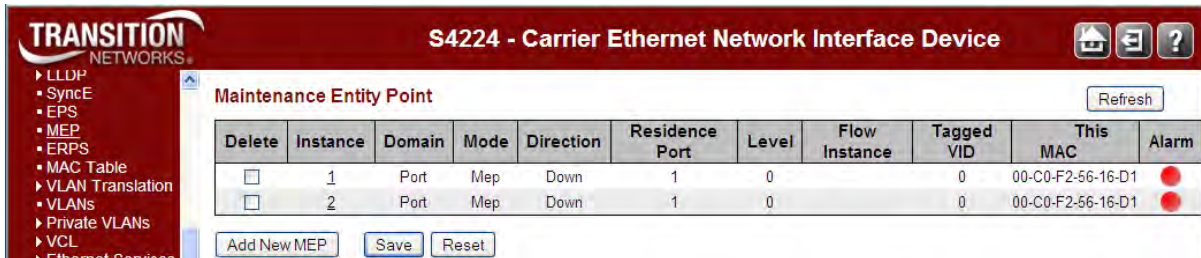 TRANSITION
NETWORKS®
S4224 - Carrier Ethernet Network Interface Device
?
LLDP
SyncE
EPS
MEP
ERPS
MAC Table
VLAN Translation
VLANs
Private VLANs
VCL
Ethernet Services
Maintenance Entity Point
Refresh
Delete Instance Domain Mode Direction Residence Port Level Flow Instance Tagged VID This MAC Alarm
1 Port Mep Down 1 0 0 00-C0-F2-56-16-D1
2 Port Mep Down 1 0 0 00-C0-F2-56-16-D1
Add New MEP Save Reset